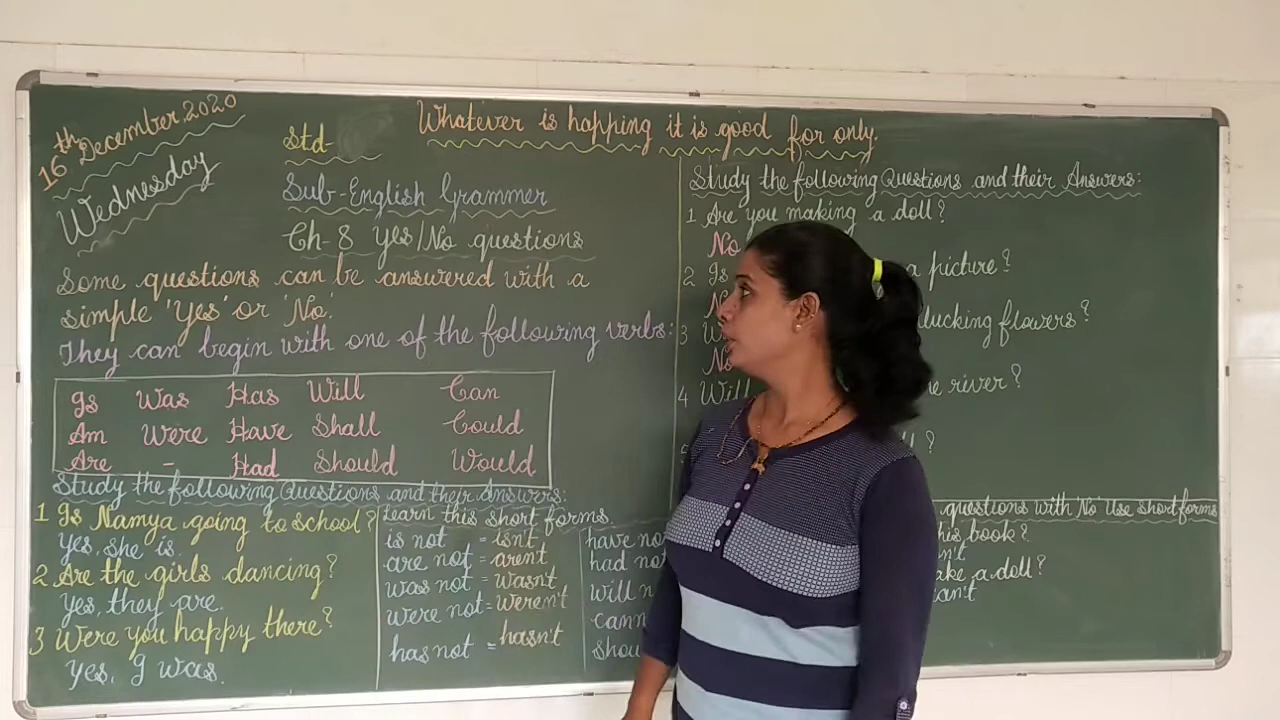 16th December 2020
Wednesday
Std-
Whatever is happing it is good for only.
Sub-English Grammer
Ch-8 Yes/No questions
Some questions can be answered with a
simple 'Yes' or 'No'.
They can begin with one of the following verbs:
Is Was Has Will Can
Am Were Have Shall Could
Are - Had Should Would
Study the following Questions and their Answers:
1 Is Namya going to school?
Yes, she is.
2 Are the girls dancing?
Yes, they are.
3 Were you happy there?
Yes, I was.
Learn this short forms.
is not = isn't
are not = aren't
was not = wasn't
were not = weren't
has not = hasn't
have no
had not
will n
cann
shou
Study the following Questions and their Answers:
1 Are you making a doll?
No
2 Is a picture?
No
3 W lucking flowers?
No
4 Will e river?
?
questions with No Use short forms
his book?
n't
ake a doll?
can't